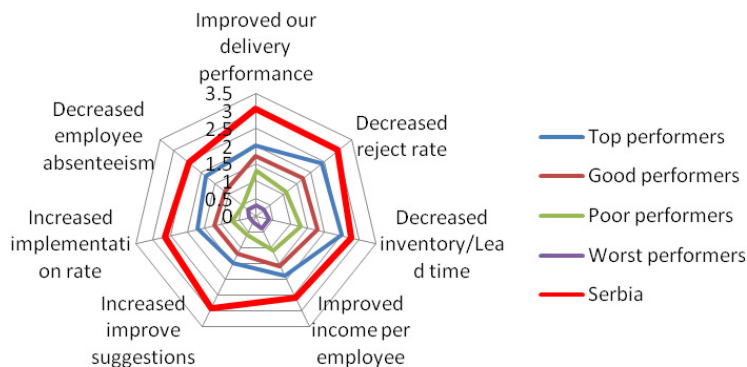 Improved our
delivery
performance
Decreased
reject rate
Decreased
inventory/Lea
d time
Improved
income per
employee
Increased
improve
suggestions
Increased
implementati
on rate
Decreased
employee
absenteeism
3.5
3
2.5
2
1.5
1
0.5
0
Top performers
Good performers
Poor performers
Worst performers
Serbia